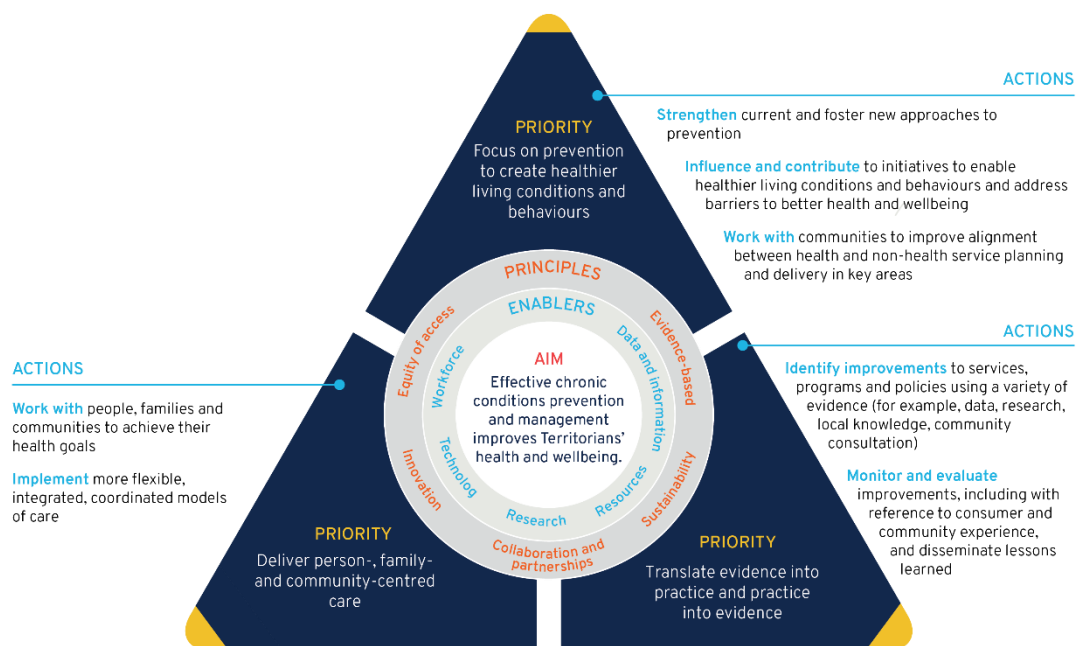 PRIORITY
Focus on prevention
to create healthier
living conditions and
behaviours
ACTIONS
Strengthen current and foster new approaches to
prevention
Influence and contribute to initiatives to enable
healthier living conditions and behaviours and address
barriers to better health and wellbeing
Work with communities to improve alignment
between health and non-health service planning
and delivery in key areas
PRINCIPLES
Equity of access
Evidence-based
Innovation
Sustainability
Collaboration and
partnerships
ENABLERS
Workforce
Data and information
Technolog
Resources
Research
AIM
Effective chronic
conditions prevention
and management
improves Territorians'
health and wellbeing.
ACTIONS
Work with people, families and
communities to achieve their
health goals
Implement more flexible,
integrated, coordinated models
of care
PRIORITY
Deliver person-, family-
and community-centred
care
ACTIONS
Identify improvements to services,
programs and policies using a variety of
evidence (for example, data, research,
local knowledge, community
consultation)
Monitor and evaluate
improvements, including with
reference to consumer and
community experience,
and disseminate lessons
learned
PRIORITY
Translate evidence into
practice and practice
into evidence